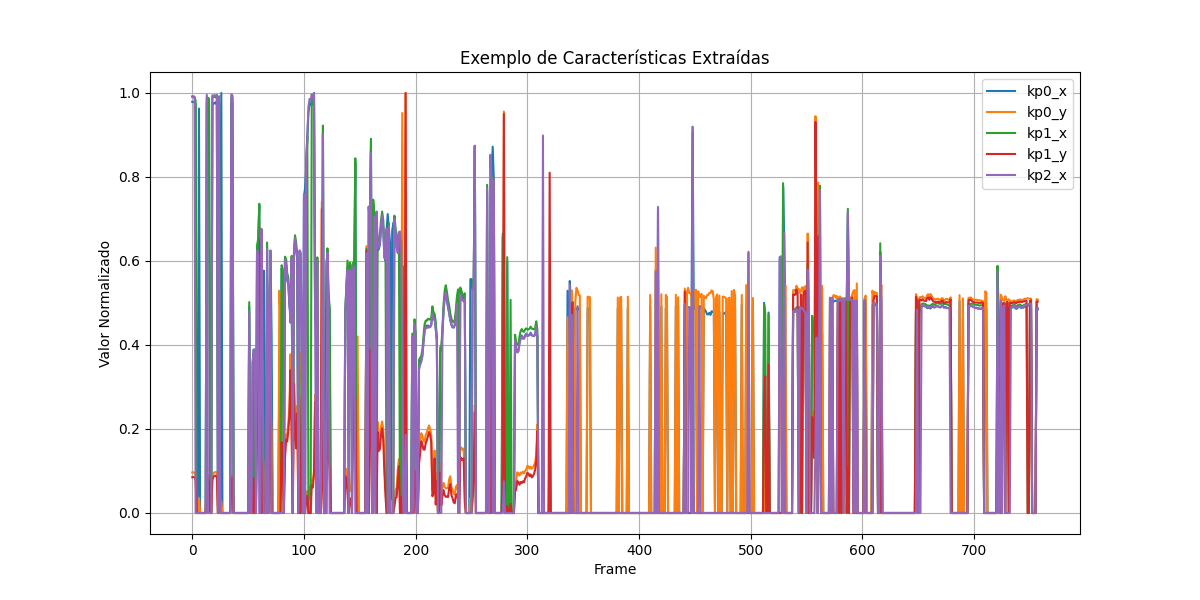 Exemplo de Características Extraídas
1.0
0.8
0.6
0.4
0.2
0.0
Valor Normalizado
0 100 200 300 400 500 600 700
Frame
kp0_x
kp0_y
kp1_x
kp1_y
kp2_x